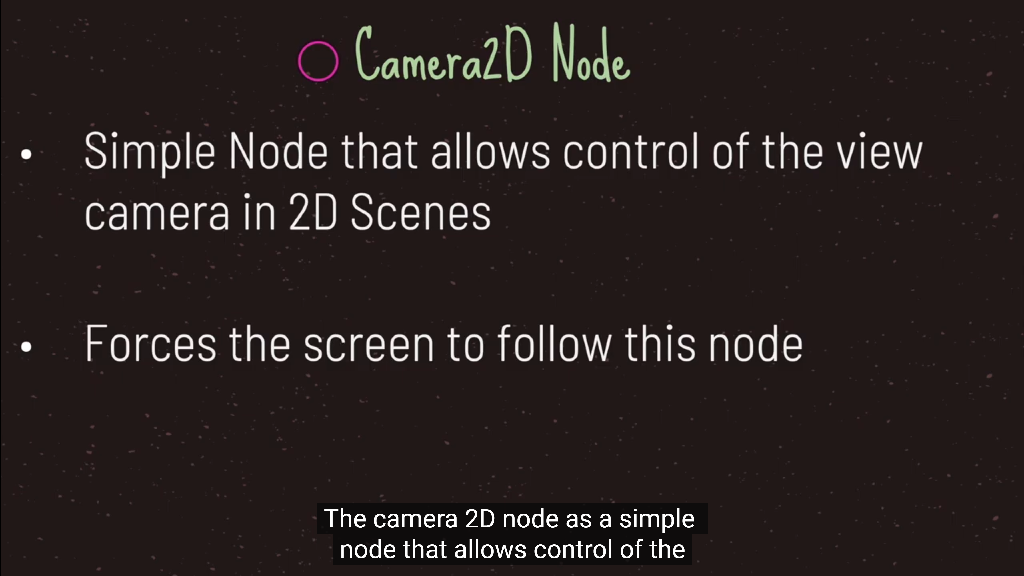 Camera2D Node
• Simple Node that allows control of the view
camera in 2D Scenes
• Forces the screen to follow this node
The camera 2D node as a simple
node that allows control of the